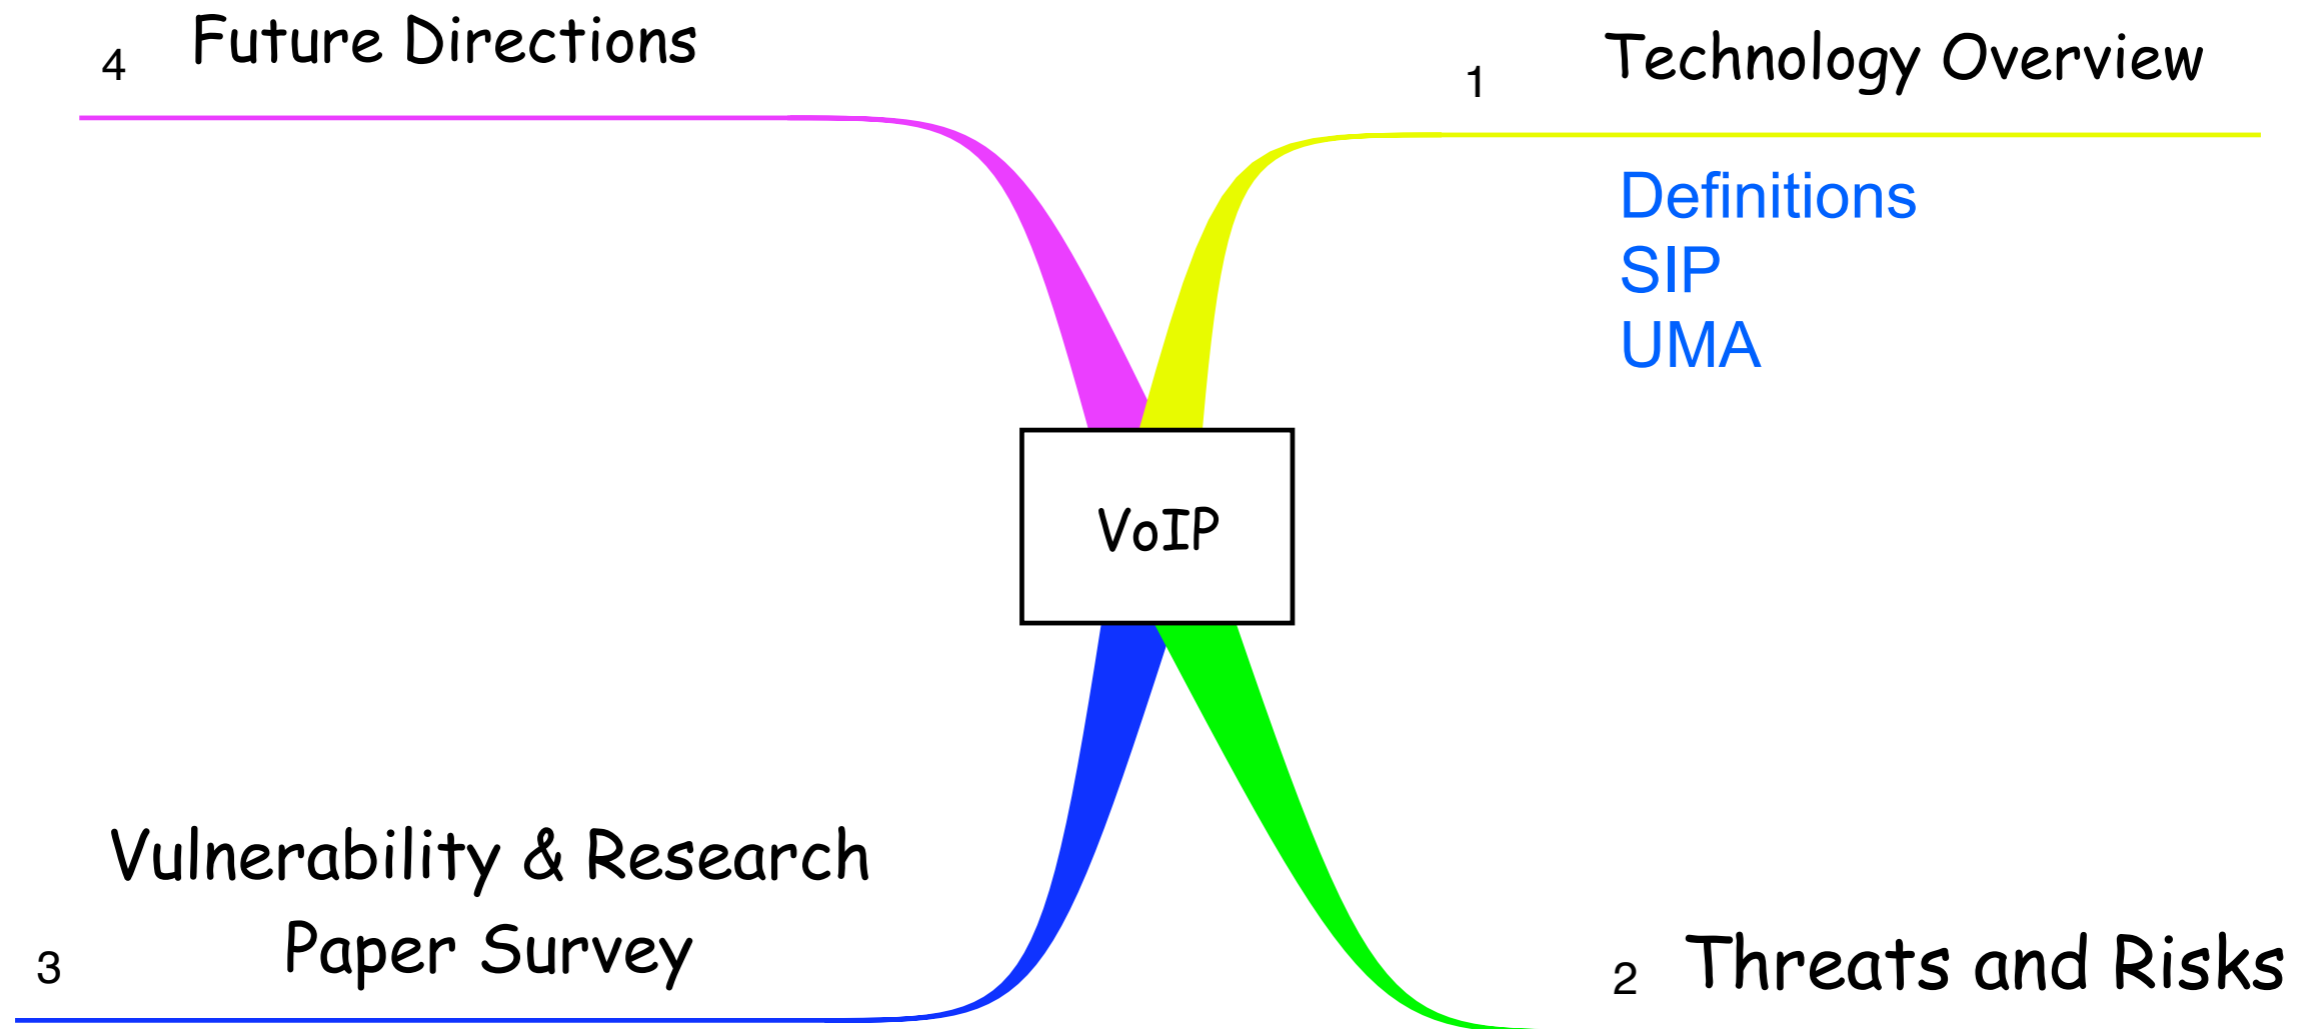 4 Future Directions
1 Technology Overview
Definitions
SIP
UMA
VoIP
Vulnerability & Research
3 Paper Survey
2 Threats and Risks